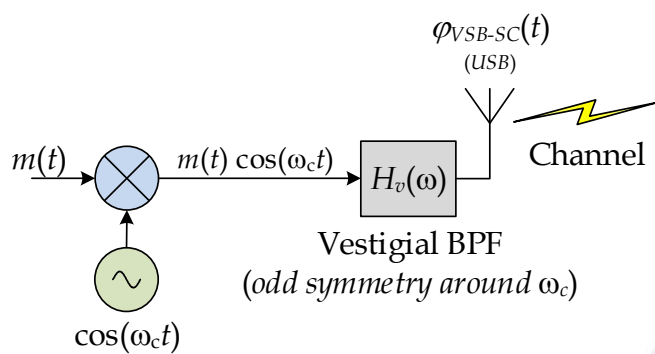 φVSB-SC(t)
(USB)
m(t)
m(t) cos(ωct)
Hv(ω)
Channel
Vestigial BPF
(odd symmetry around ωc)
cos(ωct)